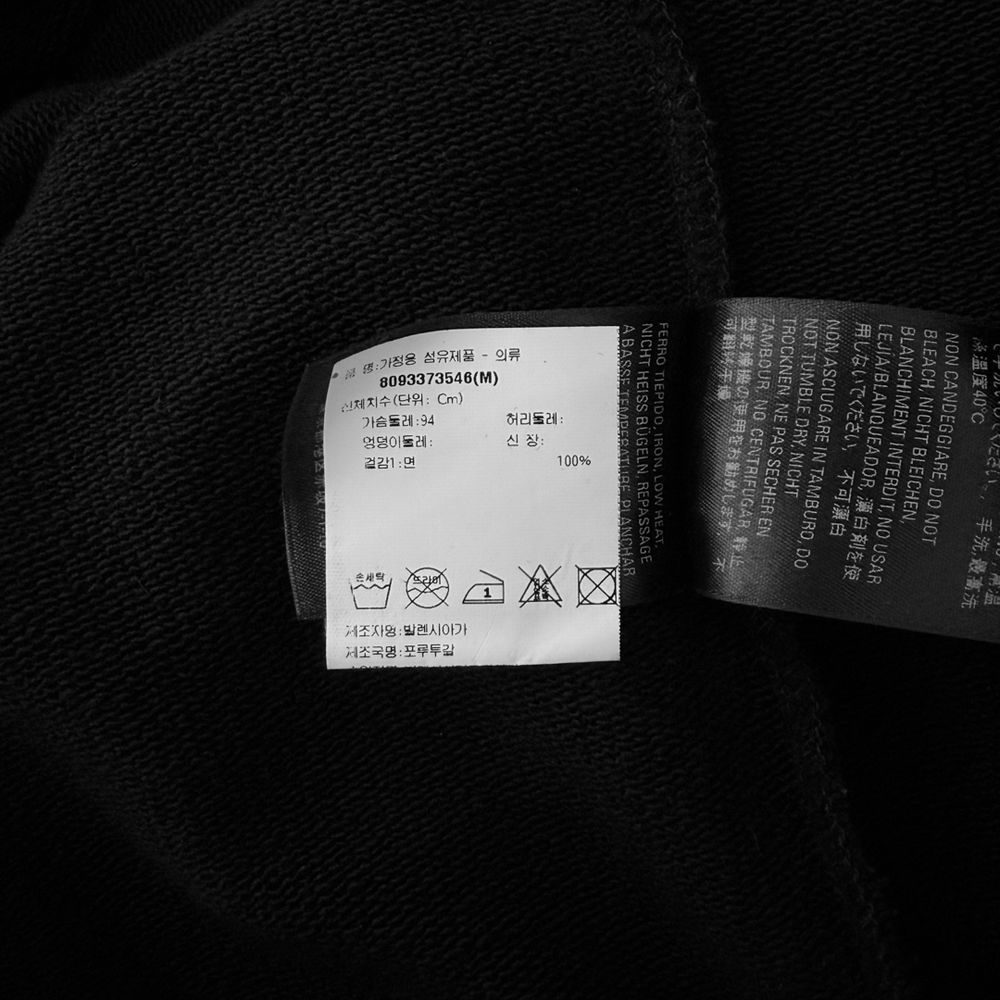 품 명:가정용 섬유제품 - 의류
8093373546(M)
신체치수(단위: Cm)
가슴둘레:94 허리둘레:
엉덩이둘레: 신 장:
겉감1:면 100%
손세탁
드라이
1
제조자명:발렌시아가
제조국명:포루투갈
FERRO TIEPIDO, IRON, LOW HEAT,
NICHT HEISS BUGELN, REPASSAGE
A BASSE TEMPERATURE, PLANCHAR
NON CANDEGGIARE, DO NOT
BLEACH, NICHT BLEICHEN,
BLANCHIMENT INTERDIT, NO USAR
LEJIA/BLANQUEADOR, 漂白剤を使
用しないでください, 不可漂白
NON ASCIUGARE IN TAMBURO, DO
NOT TUMBLE DRY, NICHT
TROCKNEN, NE PAS SECHER EN
TAMBOUR, NO CENTRIFUGAR,